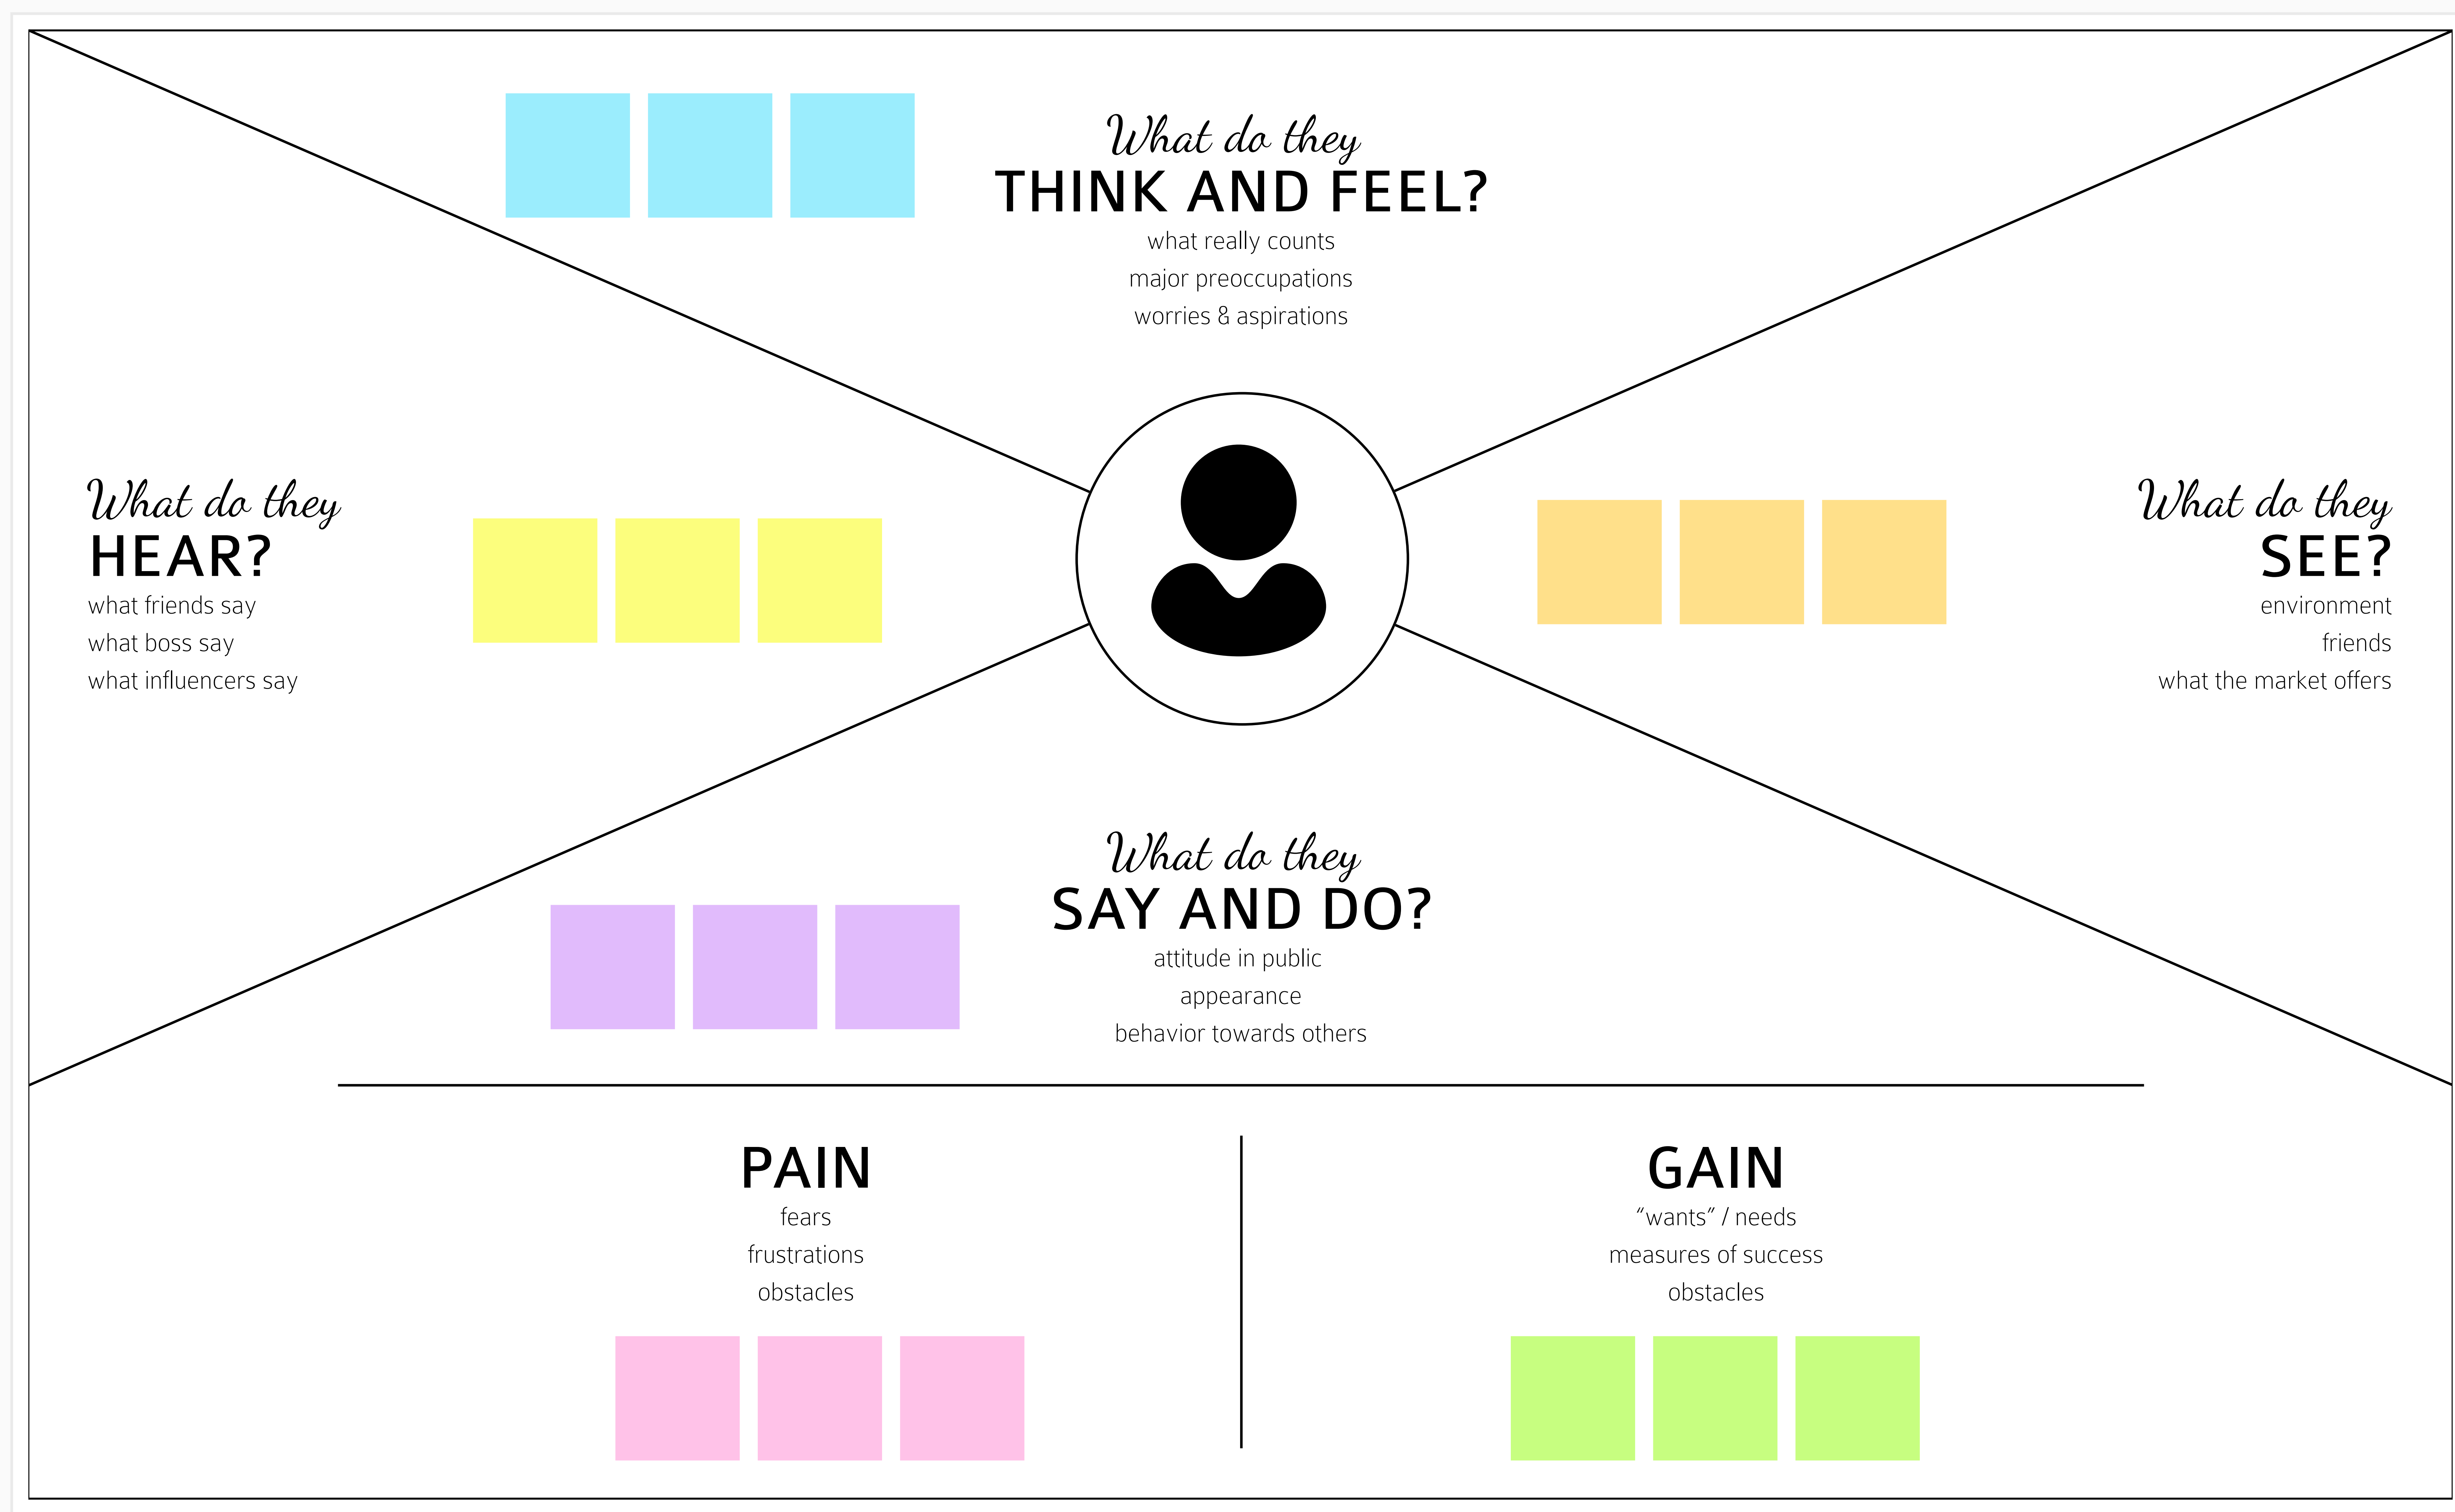 What do they
THINK AND FEEL?
what really counts
major preoccupations
worries & aspirations
What do they
HEAR?
what friends say
what boss say
what influencers say
What do they
SEE?
environment
friends
what the market offers
What do they
SAY AND DO?
attitude in public
appearance
behavior towards others
PAIN
fears
frustrations
obstacles
GAIN
“wants” / needs
measures of success
obstacles